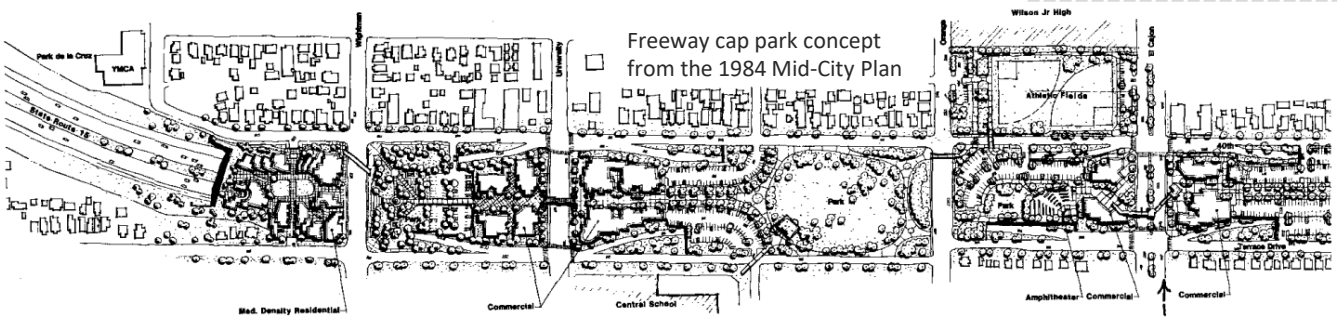 Wilson Jr High
Park de la Cruz
YMCA
Wightman
University
Orange
El Cajon
Freeway cap park concept
from the 1984 Mid-City Plan
Athletic Fields
State Route 15
40th
Park
Park
Terrace Drive
Med. Density Residential
Commercial
Central School
Amphitheater
Commercial
Commercial